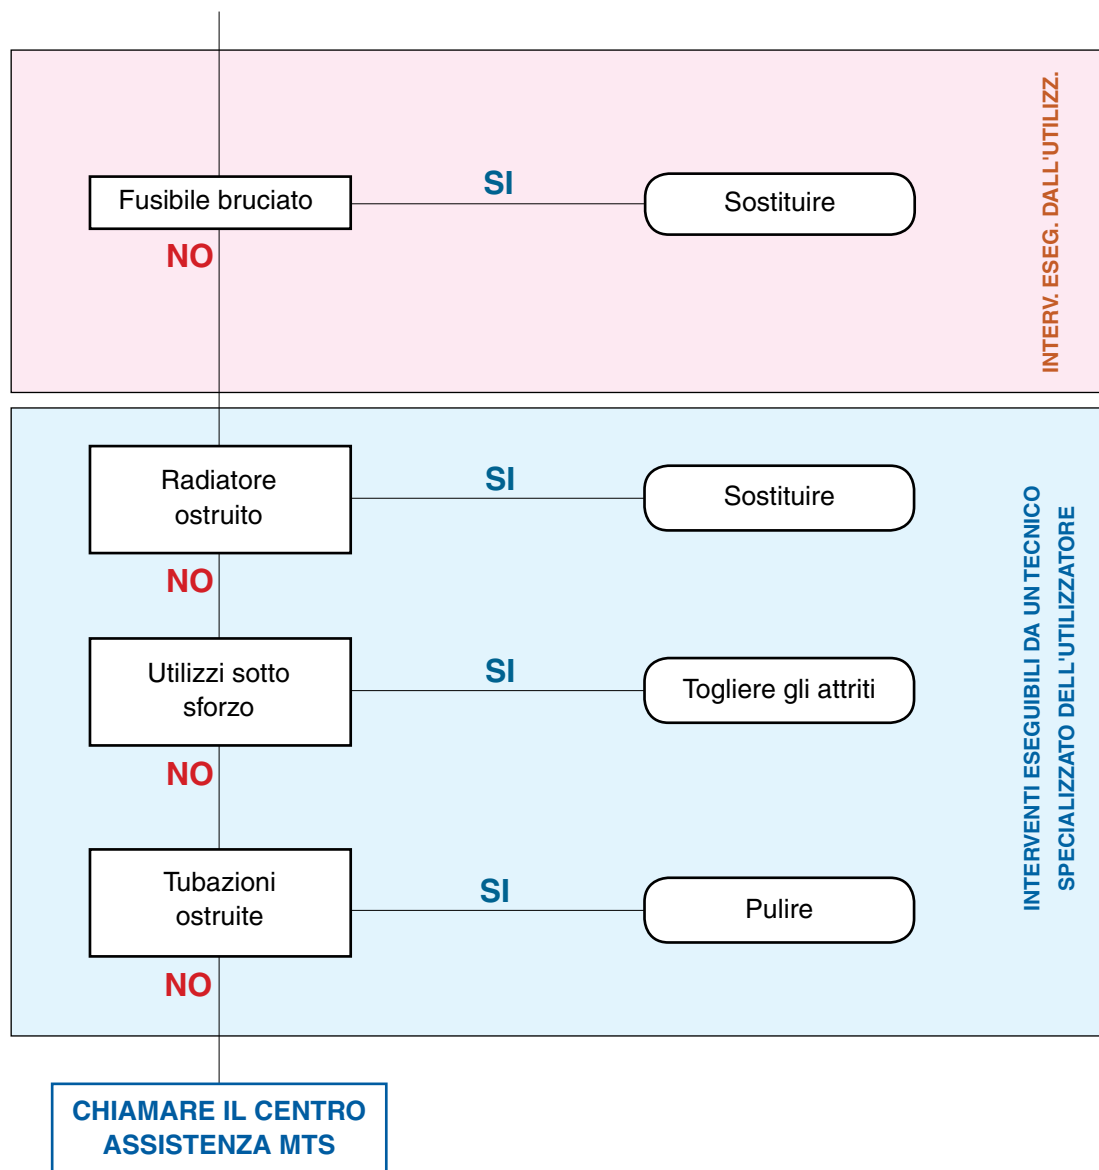 INTERV. ESEG. DALL'UTILIZZ.
Fusibile bruciato
SI
Sostituire
NO
INTERVENTI ESEGUIBILI DA UN TECNICO
SPECIALIZZATO DELL'UTILIZZATORE
Radiatore
ostruito
SI
Sostituire
NO
Utilizzi sotto
sforzo
SI
Togliere gli attriti
NO
Tubazioni
ostruite
SI
Pulire
NO
CHIAMARE IL CENTRO
ASSISTENZA MTS